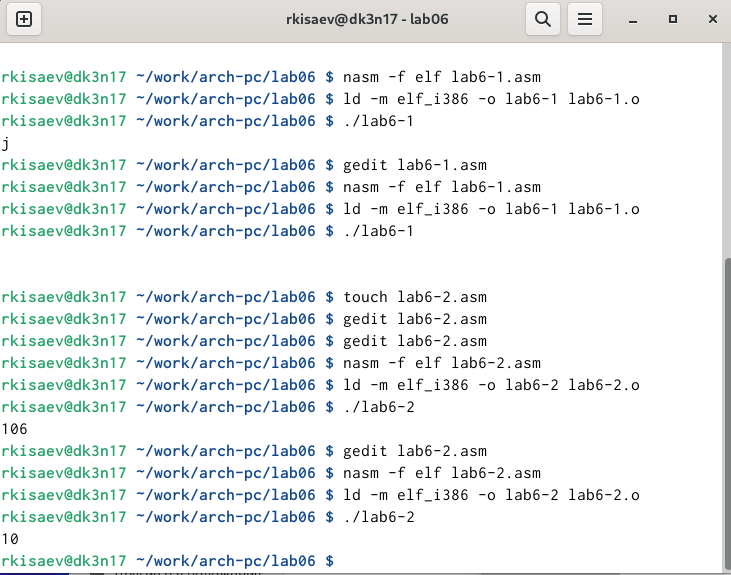 rkisaev@dk3n17 - lab06
rkisaev@dk3n17 ~/work/arch-pc/lab06 $ nasm -f elf lab6-1.asm
rkisaev@dk3n17 ~/work/arch-pc/lab06 $ ld -m elf_i386 -o lab6-1 lab6-1.o
rkisaev@dk3n17 ~/work/arch-pc/lab06 $ ./lab6-1
j
rkisaev@dk3n17 ~/work/arch-pc/lab06 $ gedit lab6-1.asm
rkisaev@dk3n17 ~/work/arch-pc/lab06 $ nasm -f elf lab6-1.asm
rkisaev@dk3n17 ~/work/arch-pc/lab06 $ ld -m elf_i386 -o lab6-1 lab6-1.o
rkisaev@dk3n17 ~/work/arch-pc/lab06 $ ./lab6-1
rkisaev@dk3n17 ~/work/arch-pc/lab06 $ touch lab6-2.asm
rkisaev@dk3n17 ~/work/arch-pc/lab06 $ gedit lab6-2.asm
rkisaev@dk3n17 ~/work/arch-pc/lab06 $ gedit lab6-2.asm
rkisaev@dk3n17 ~/work/arch-pc/lab06 $ nasm -f elf lab6-2.asm
rkisaev@dk3n17 ~/work/arch-pc/lab06 $ ld -m elf_i386 -o lab6-2 lab6-2.o
rkisaev@dk3n17 ~/work/arch-pc/lab06 $ ./lab6-2
106
rkisaev@dk3n17 ~/work/arch-pc/lab06 $ gedit lab6-2.asm
rkisaev@dk3n17 ~/work/arch-pc/lab06 $ nasm -f elf lab6-2.asm
rkisaev@dk3n17 ~/work/arch-pc/lab06 $ ld -m elf_i386 -o lab6-2 lab6-2.o
rkisaev@dk3n17 ~/work/arch-pc/lab06 $ ./lab6-2
10
rkisaev@dk3n17 ~/work/arch-pc/lab06 $